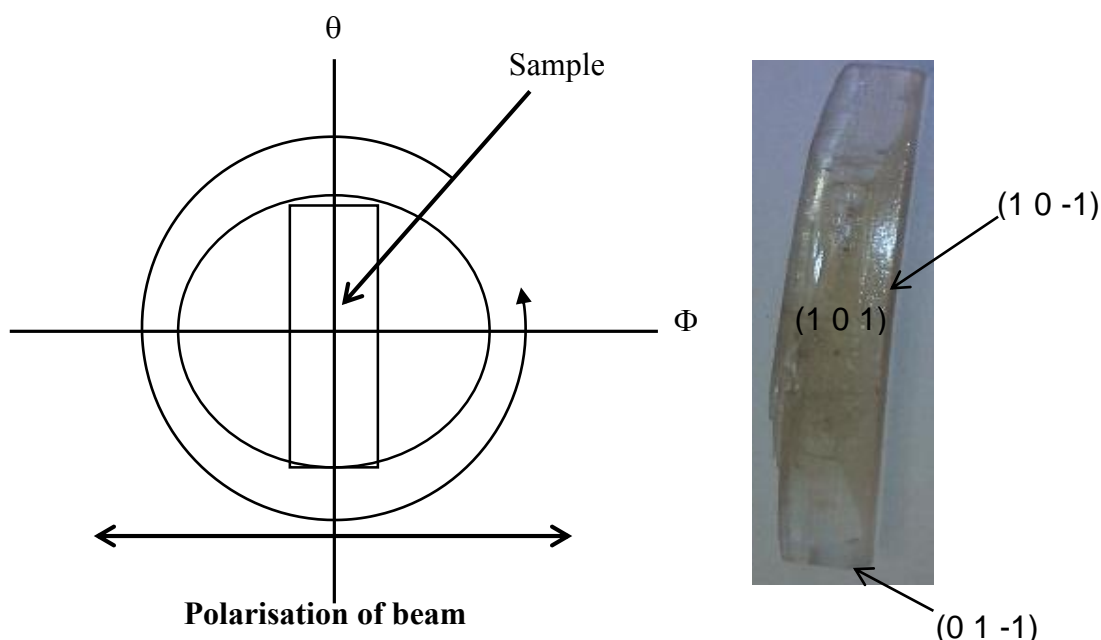 θ
Sample
Φ
Polarisation of beam
(1 0 -1)
(1 0 1)
(0 1 -1)